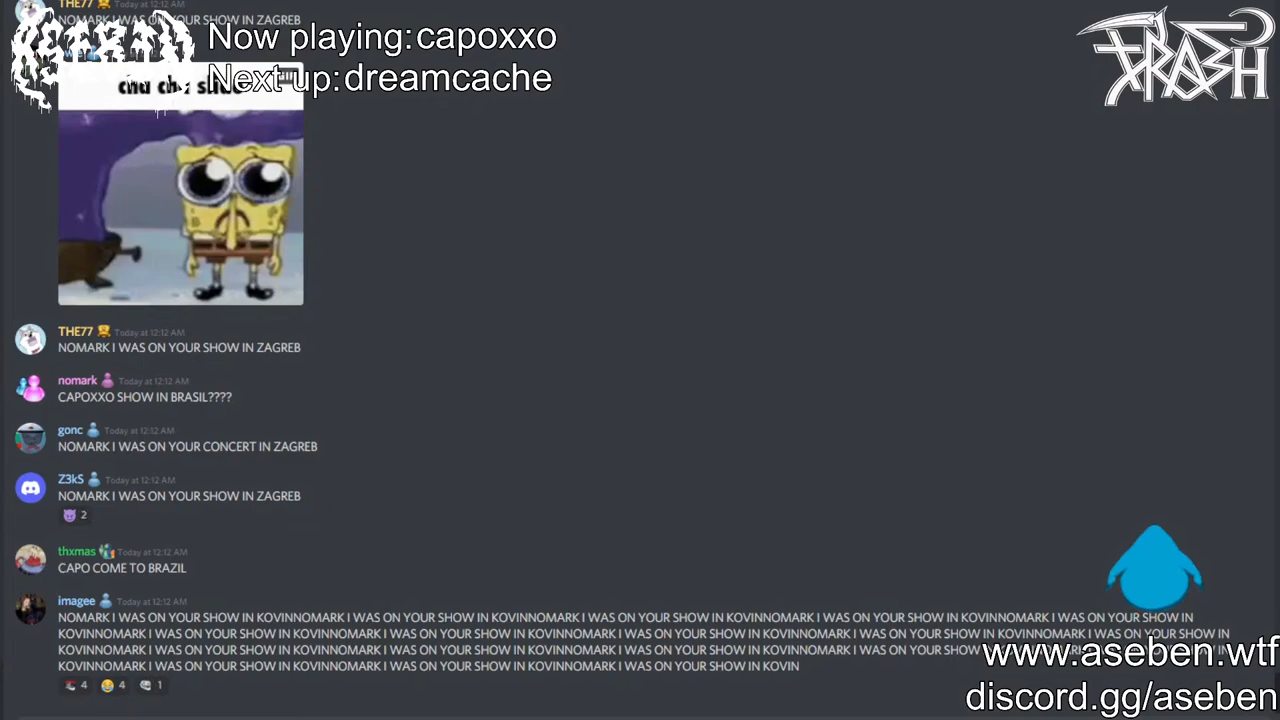 THE77 Today at 12:12 AM
NOMARK I WAS ON YOUR SHOW IN ZAGREB
Now playing:capoxxo
Next up:dreamcache
TRASH
cha cha slide
THE77 Today at 12:12 AM
NOMARK I WAS ON YOUR SHOW IN ZAGREB
nomark Today at 12:12 AM
CAPOXXO SHOW IN BRASIL????
gonc Today at 12:12 AM
NOMARK I WAS ON YOUR CONCERT IN ZAGREB
Z3kS Today at 12:12 AM
NOMARK I WAS ON YOUR SHOW IN ZAGREB
2
thxmas Today at 12:12 AM
CAPO COME TO BRAZIL
imagee Today at 12:12 AM
NOMARK I WAS ON YOUR SHOW IN KOVINNOMARK I WAS ON YOUR SHOW IN KOVINNOMARK I WAS ON YOUR SHOW IN KOVINNOMARK I WAS ON YOUR SHOW IN KOVINNOMARK I WAS ON YOUR SHOW IN
KOVINNOMARK I WAS ON YOUR SHOW IN KOVINNOMARK I WAS ON YOUR SHOW IN KOVINNOMARK I WAS ON YOUR SHOW IN KOVINNOMARK I WAS ON YOUR SHOW IN KOVINNOMARK I WAS ON YOUR SHOW IN
KOVINNOMARK I WAS ON YOUR SHOW IN KOVINNOMARK I WAS ON YOUR SHOW IN KOVINNOMARK I WAS ON YOUR SHOW IN KOVINNOMARK I WAS ON YOUR SHOW IN
KOVINNOMARK I WAS ON YOUR SHOW IN KOVINNOMARK I WAS ON YOUR SHOW IN KOVINNOMARK I WAS ON YOUR SHOW IN KOVIN
4 4 1
www.aseben.wtf
discord.gg/aseben